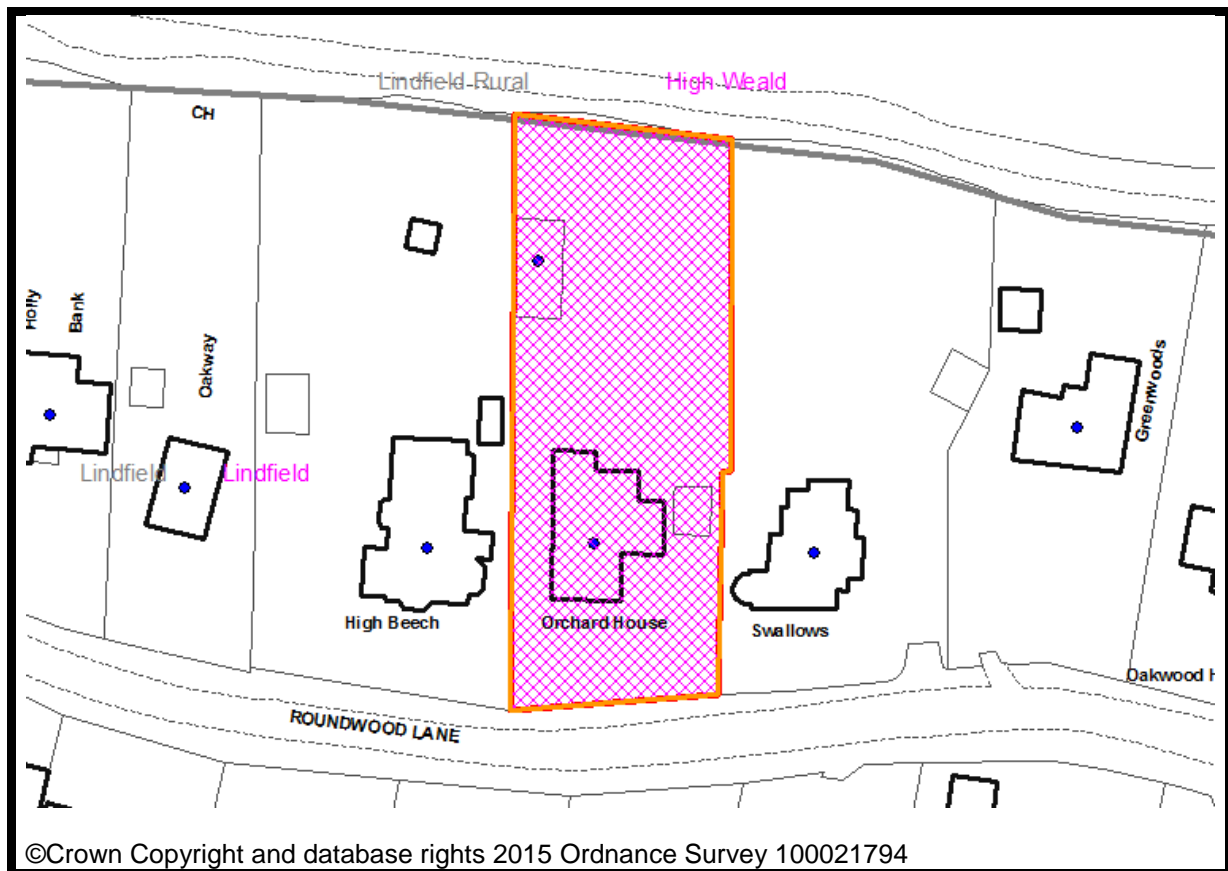 Lindfield Rural
High Weald
CH
Holly
Bank
Oakway
Greenwoods
Lindfield
Lindfield
High Beech
Orchard House
Swallows
Oakwood H
ROUNDWOOD LANE
©Crown Copyright and database rights 2015 Ordnance Survey 100021794